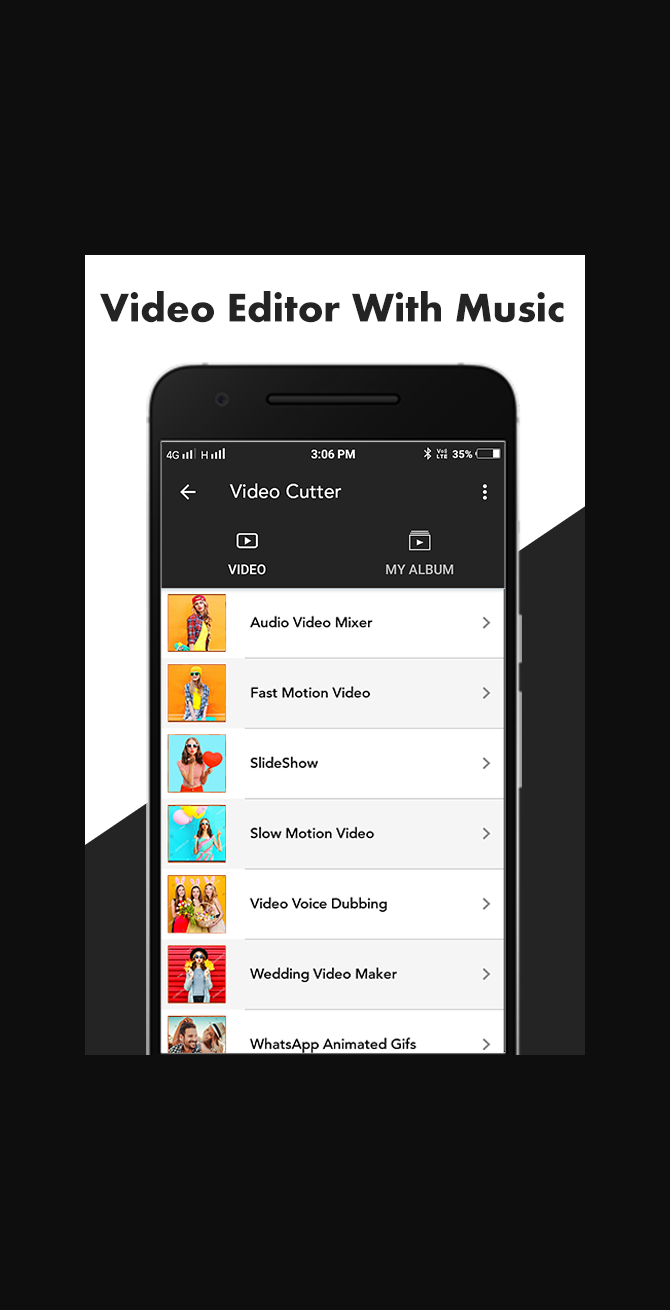 Video Editor With Music
4G H 3:06 PM VoD LTE 35%
Video Cutter
VIDEO MY ALBUM
Audio Video Mixer
Fast Motion Video
SlideShow
Slow Motion Video
Video Voice Dubbing
Wedding Video Maker
WhatsApp Animated Gifs